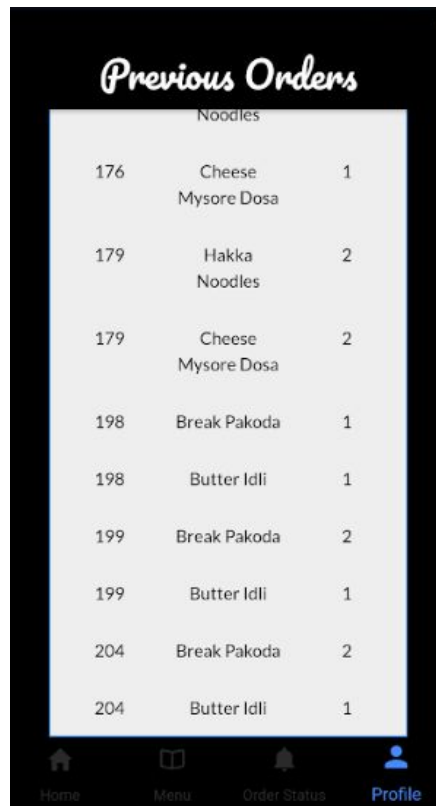 Previous Orders
Noodles
176 Cheese 1
Mysore Dosa
179 Hakka 2
Noodles
179 Cheese 2
Mysore Dosa
198 Break Pakoda 1
198 Butter Idli 1
199 Break Pakoda 2
199 Butter Idli 1
204 Break Pakoda 2
204 Butter Idli 1
Home Menu Order Status Profile